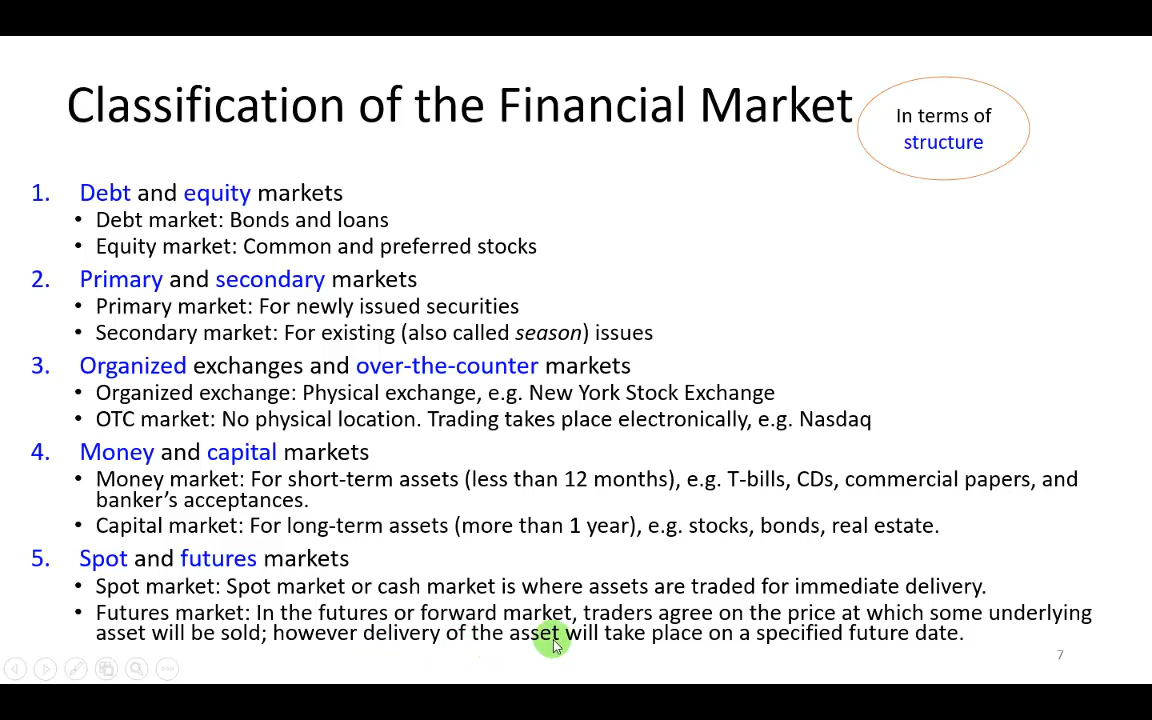 Classification of the Financial Market
In terms of
structure
1. Debt and equity markets
• Debt market: Bonds and loans
• Equity market: Common and preferred stocks
2. Primary and secondary markets
• Primary market: For newly issued securities
• Secondary market: For existing (also called season) issues
3. Organized exchanges and over-the-counter markets
• Organized exchange: Physical exchange, e.g. New York Stock Exchange
• OTC market: No physical location. Trading takes place electronically, e.g. Nasdaq
4. Money and capital markets
• Money market: For short-term assets (less than 12 months), e.g. T-bills, CDs, commercial papers, and
banker’s acceptances.
• Capital market: For long-term assets (more than 1 year), e.g. stocks, bonds, real estate.
5. Spot and futures markets
• Spot market: Spot market or cash market is where assets are traded for immediate delivery.
• Futures market: In the futures or forward market, traders agree on the price at which some underlying
asset will be sold; however delivery of the asset will take place on a specified future date.
7